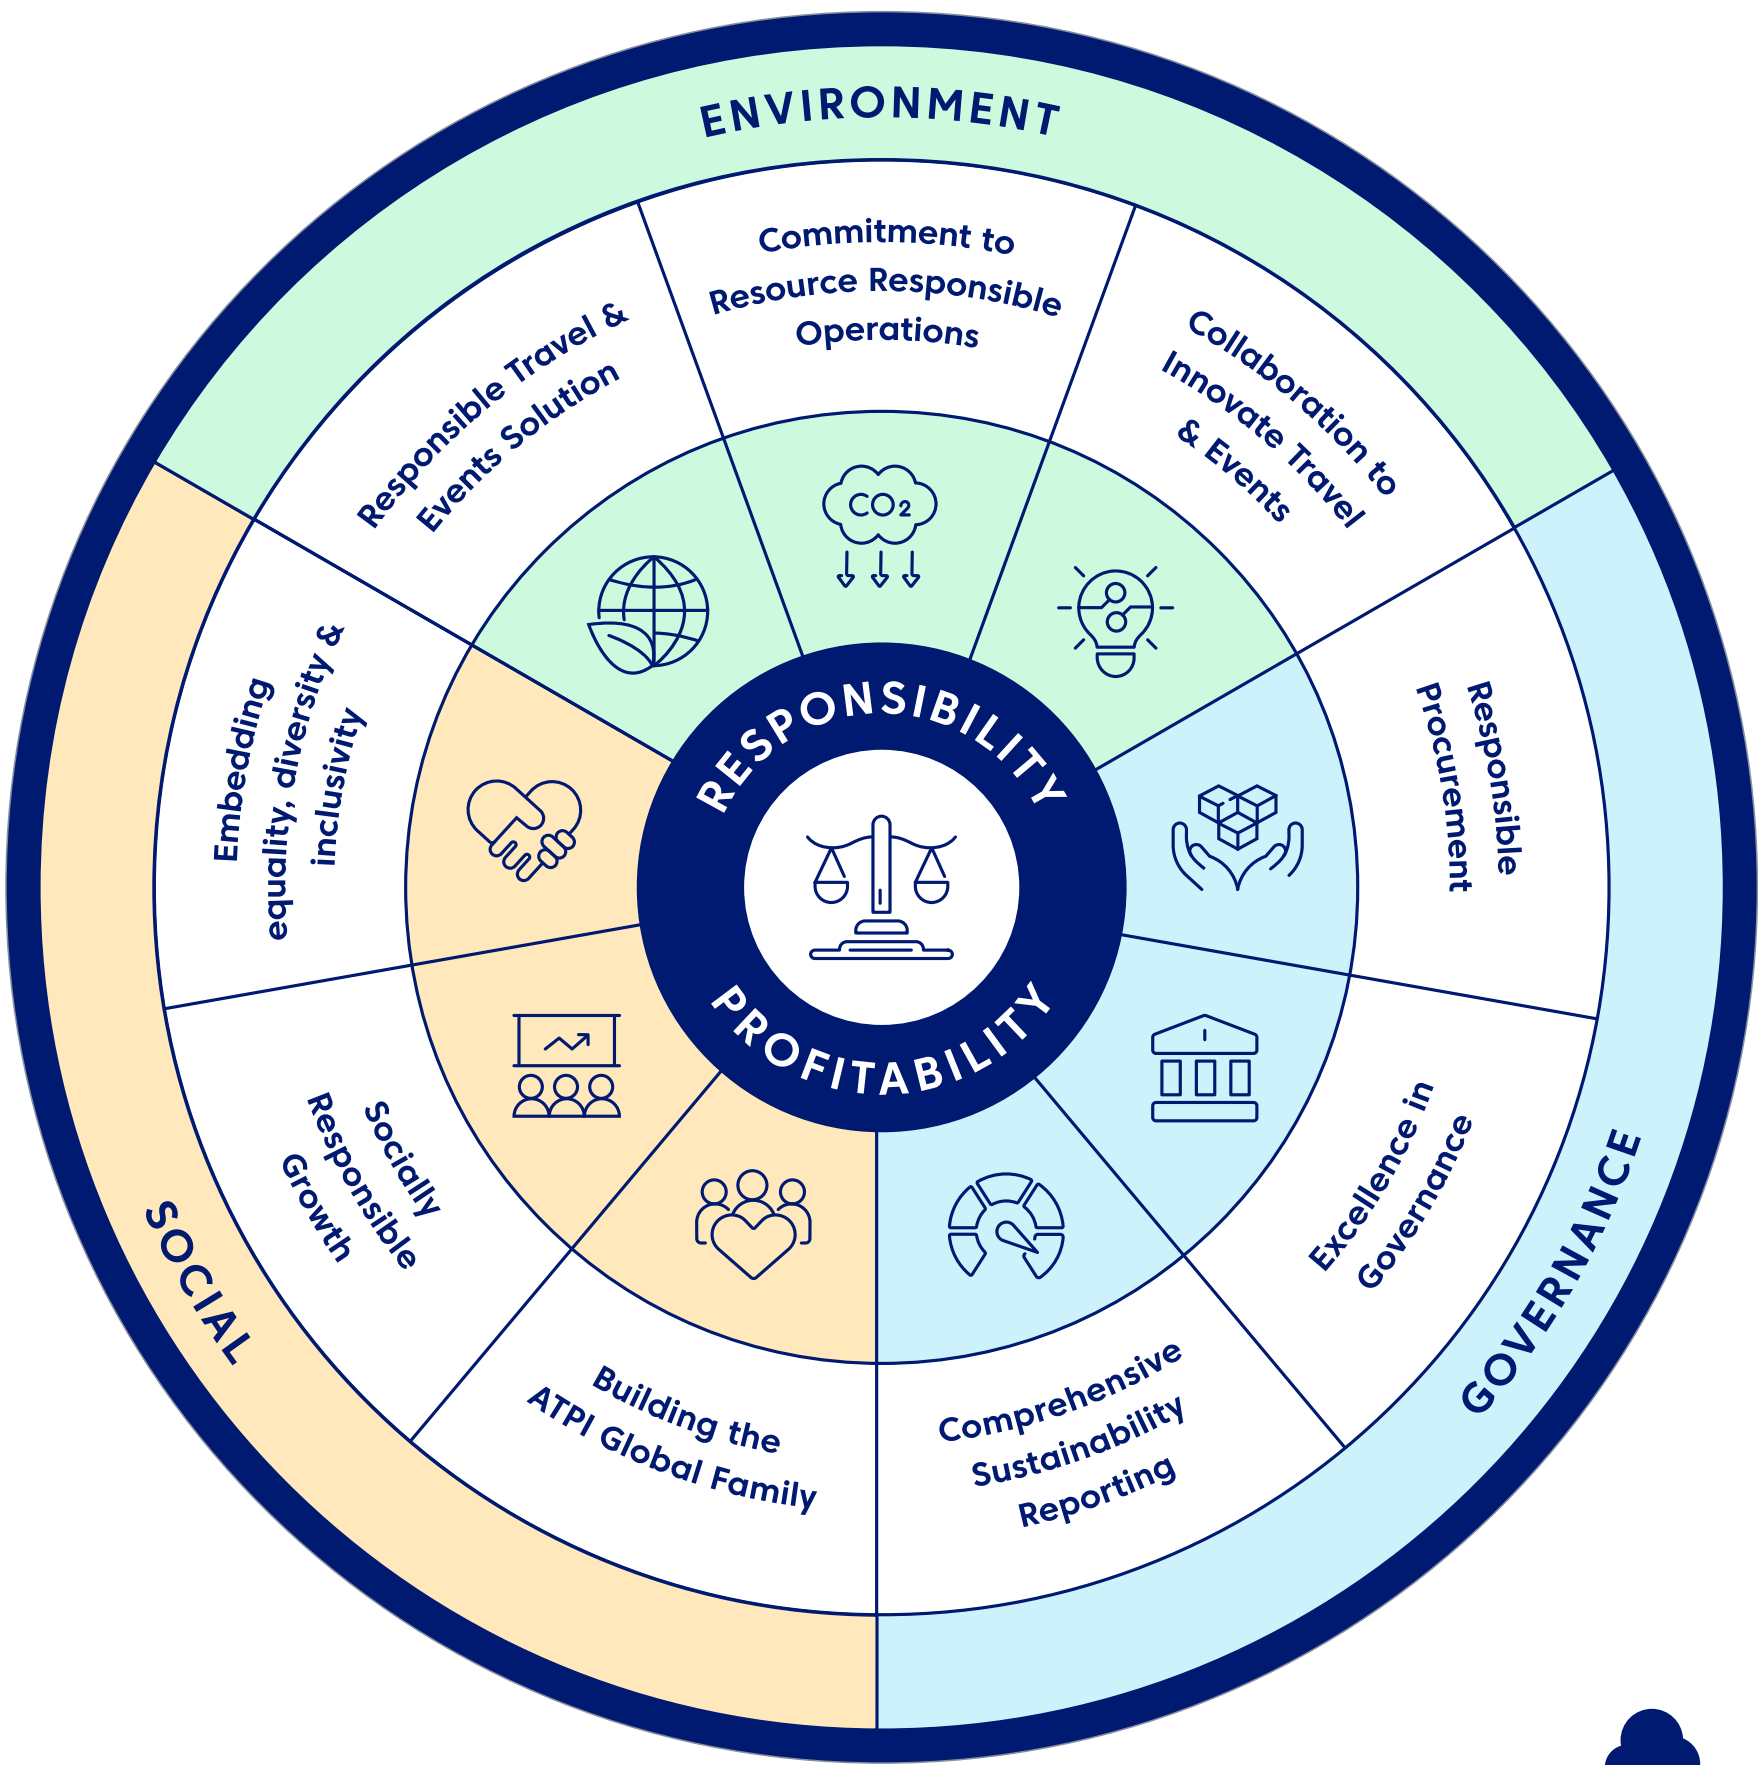 ENVIRONMENT
Commitment to
Resource Responsible
Operations
Collaboration to
Innovate Travel
& Events
Responsible
Procurement
Excellence in
Governance
GOVERNANCE
Comprehensive
Sustainability
Reporting
Building the
ATPI Global Family
Socially
Responsible
Growth
SOCIAL
Embedding
equality, diversity &
inclusivity
Responsible Travel &
Events Solution
CO2
RESPONSIBILITY
PROFITABILITY